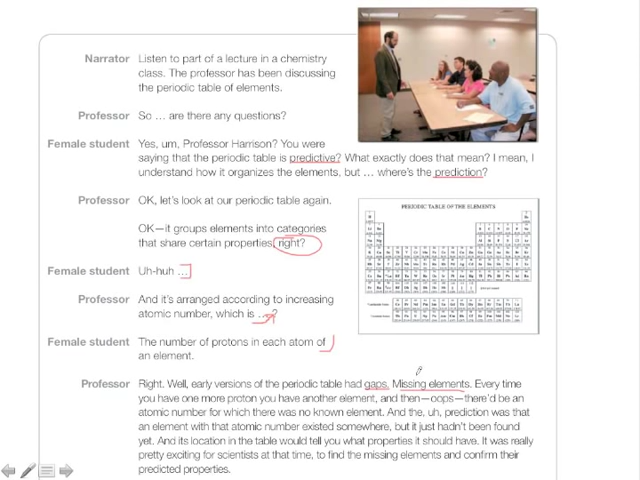 Narrator Listen to part of a lecture in a chemistry
class. The professor has been discussing
the periodic table of elements.
Professor So ... are there any questions?
Female student Yes, um, Professor Harrison? You were
saying that the periodic table is predictive? What exactly does that mean? I mean, I
understand how it organizes the elements, but ... where's the prediction?
Professor OK, let's look at our periodic table again.
OK—it groups elements into categories
that share certain properties, right?
PERIODIC TABLE OF THE ELEMENTS
Female student Uh-huh ...
Professor And it's arranged according to increasing
atomic number, which is ...?
Female student The number of protons in each atom of
an element.
Professor Right. Well, early versions of the periodic table had gaps. Missing elements. Every time
you have one more proton you have another element, and then—oops—there'd be an
atomic number for which there was no known element. And the, uh, prediction was that
an element with that atomic number existed somewhere, but it just hadn't been found
yet. And its location in the table would tell you what properties it should have. It was really
pretty exciting for scientists at that time, to find the missing elements and confirm their
predicted properties.